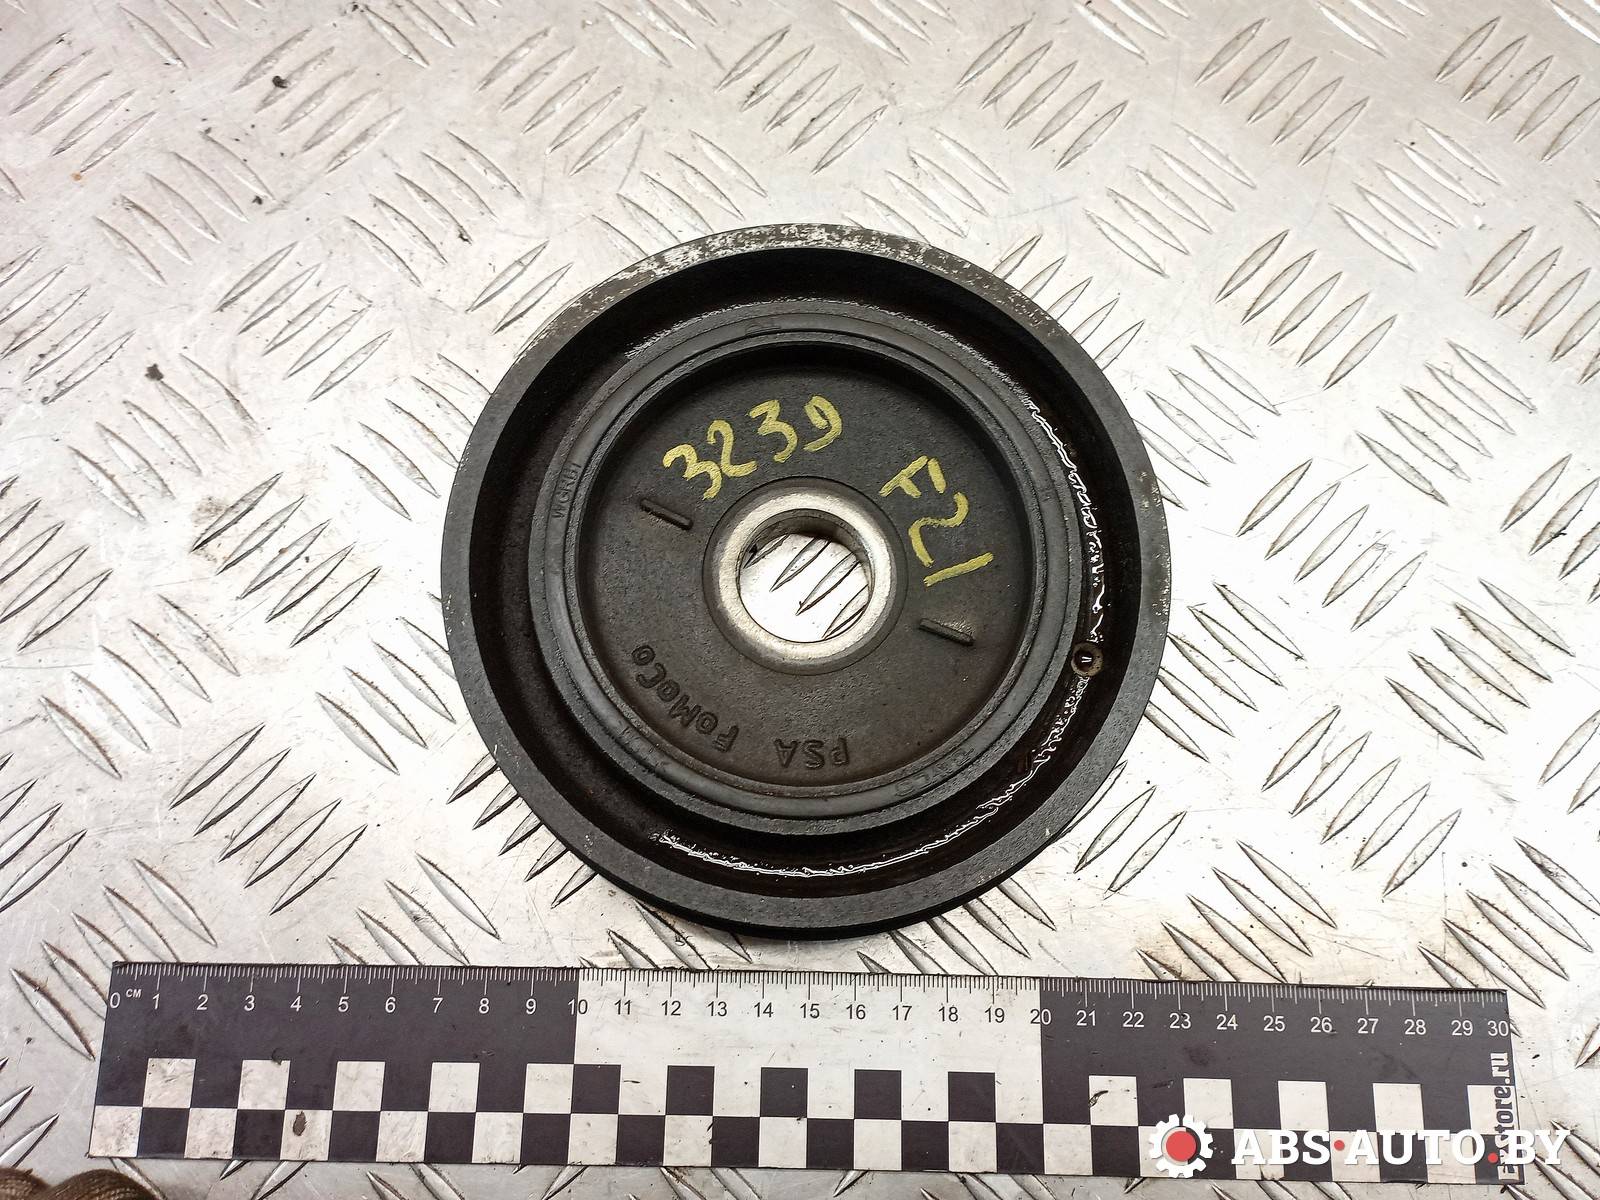 3239
F21
PSA FoMoCo
0 CM 1 2 3 4 5 6 7 8 9 10 11 12 13 14 15 16 17 18 19 20 21 22 23 24 25 26 27 28 29 30
ABS-AUTO.BY